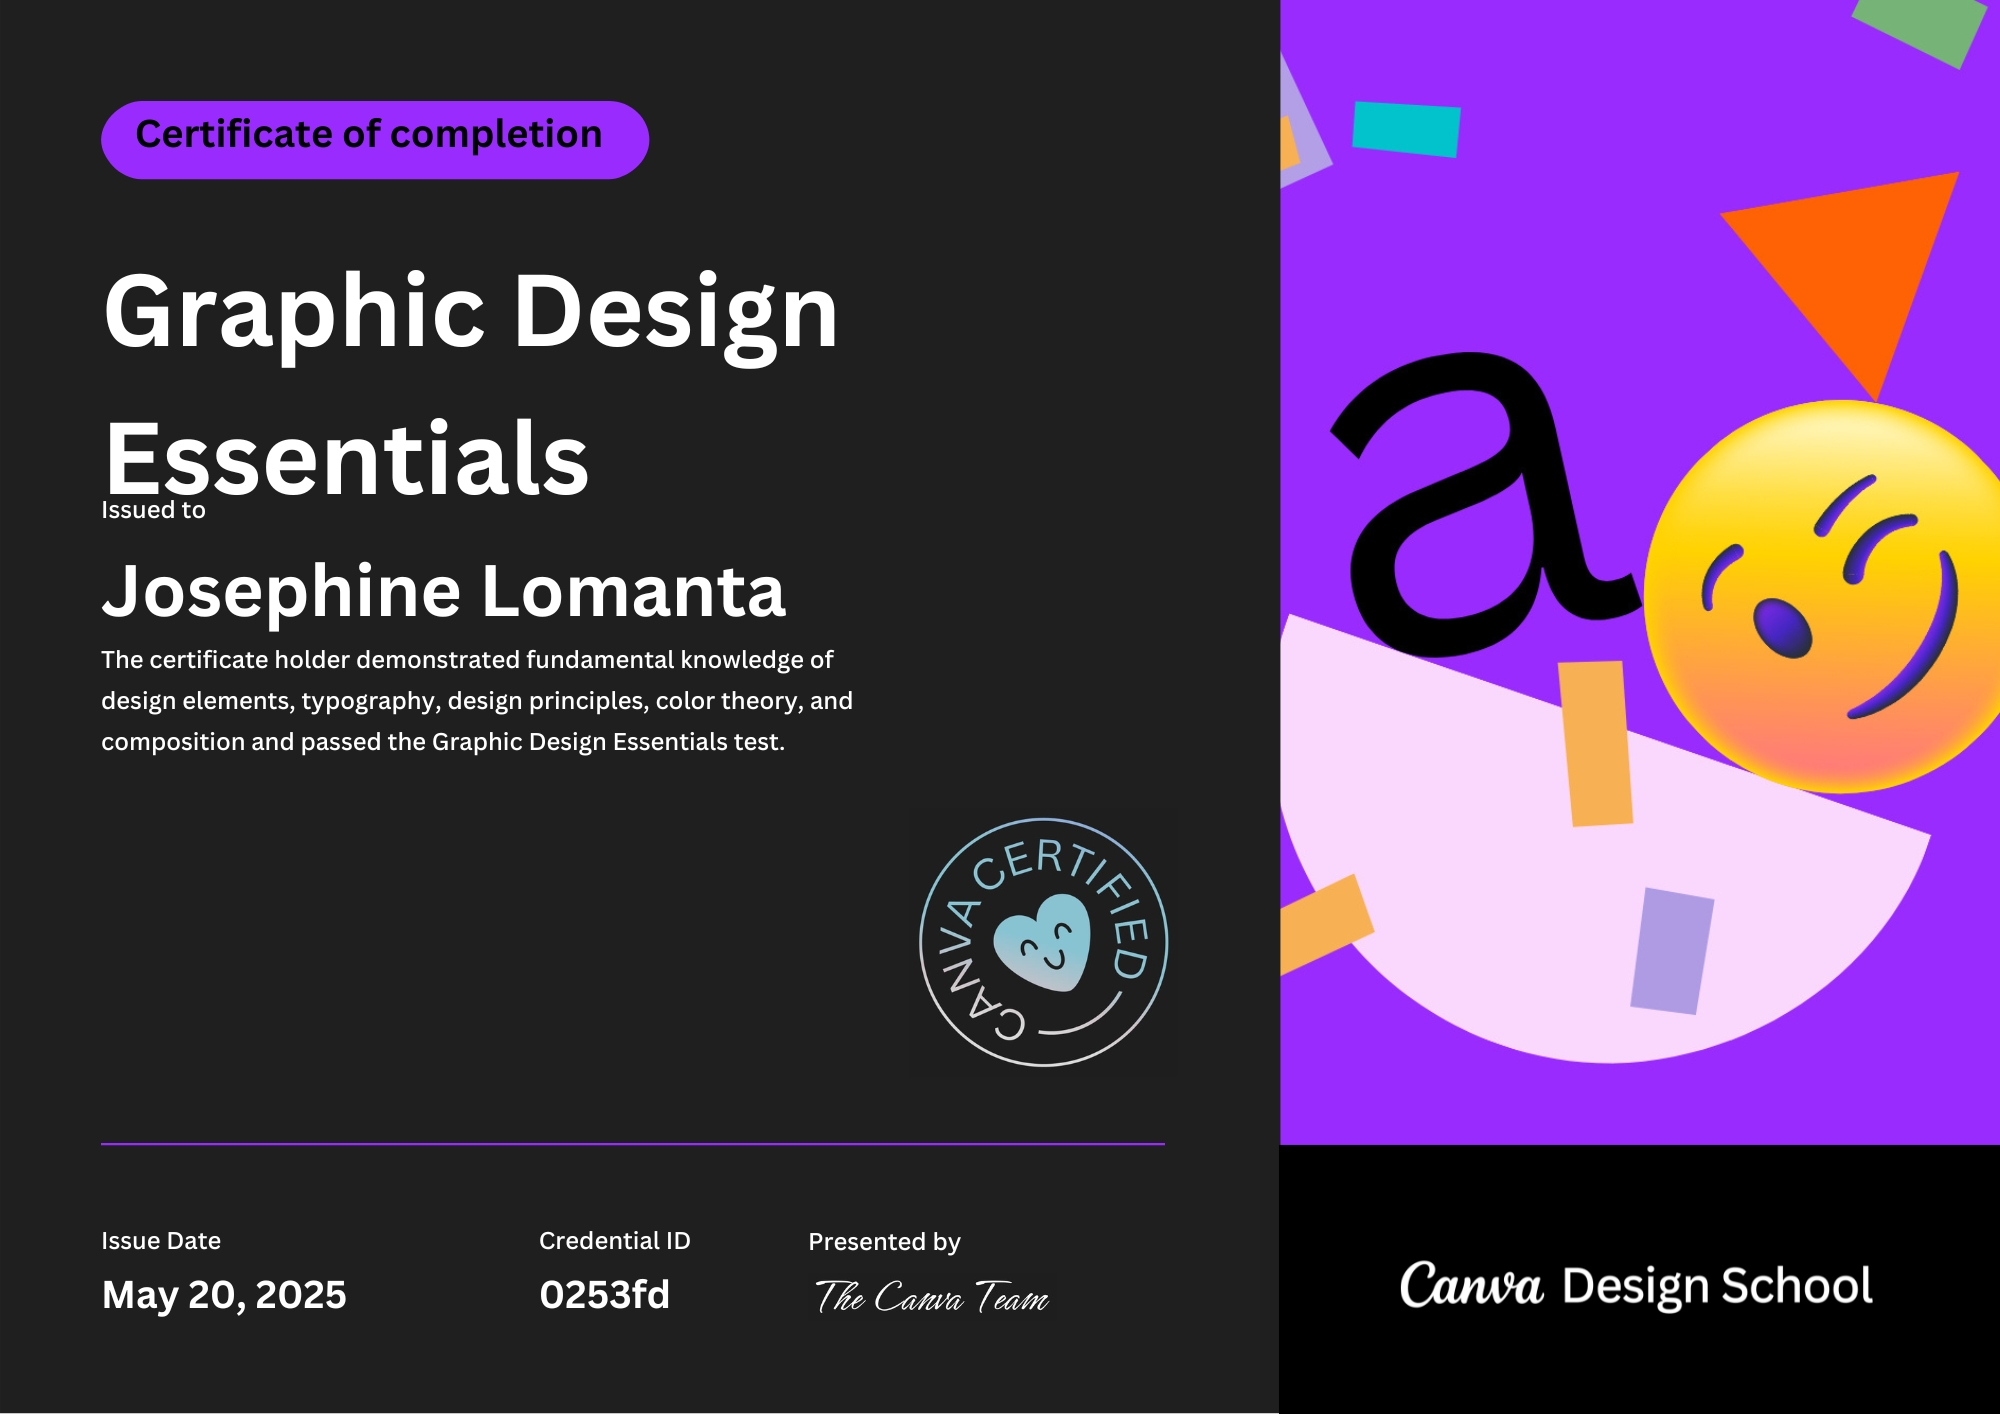 Certificate of completion
Graphic Design
Essentials
Issued to
Josephine Lomanta
The certificate holder demonstrated fundamental knowledge of
design elements, typography, design principles, color theory, and
composition and passed the Graphic Design Essentials test.
CANVA CERTIFIED
Issue Date
May 20, 2025
Credential ID
0253fd
Presented by
The Canva Team
a
Canva Design School